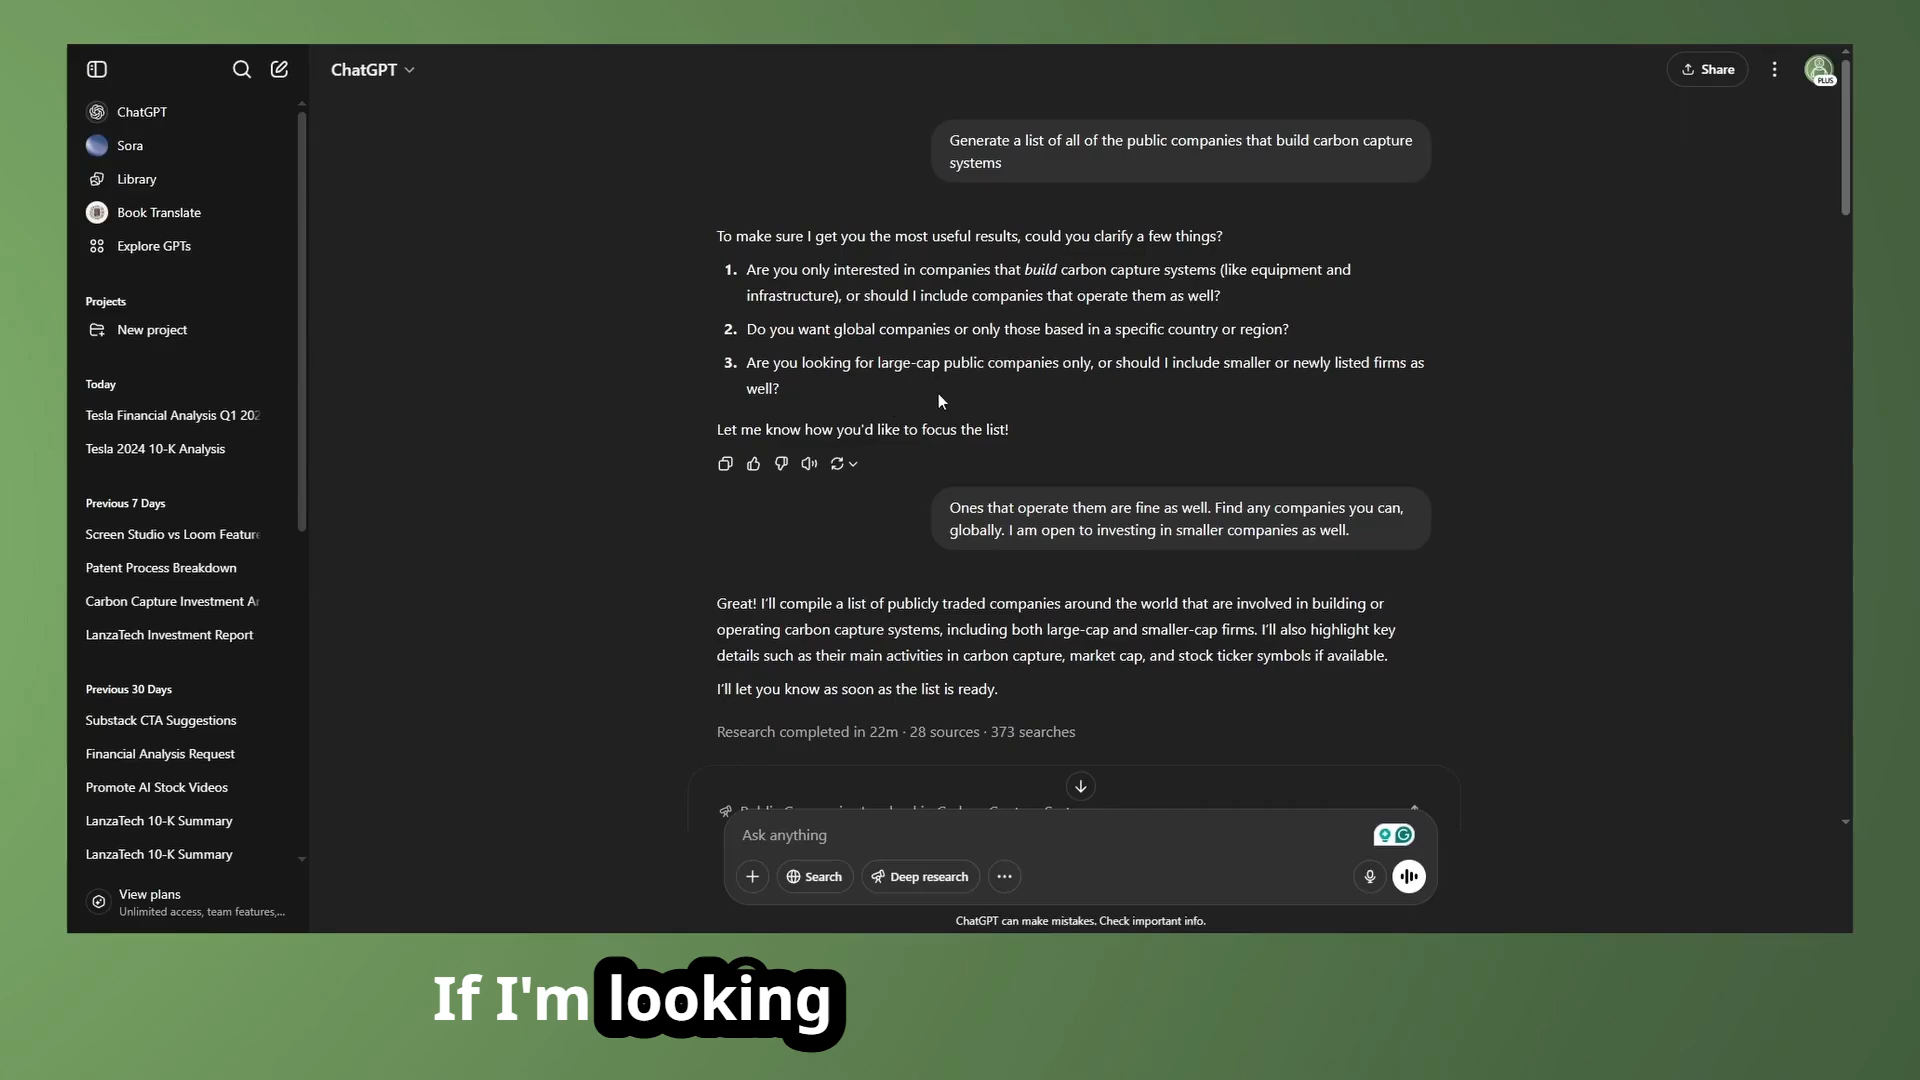 ChatGPT
Share
PLUS
ChatGPT
Sora
Library
Book Translate
Explore GPTs
Projects
New project
Today
Tesla Financial Analysis Q1 202
Tesla 2024 10-K Analysis
Previous 7 Days
Screen Studio vs Loom Feature
Patent Process Breakdown
Carbon Capture Investment Ar
LanzaTech Investment Report
Previous 30 Days
Substack CTA Suggestions
Financial Analysis Request
Promote AI Stock Videos
LanzaTech 10-K Summary
LanzaTech 10-K Summary
View plans
Unlimited access, team features,...
Generate a list of all of the public companies that build carbon capture
systems
To make sure I get you the most useful results, could you clarify a few things?
1. Are you only interested in companies that build carbon capture systems (like equipment and
infrastructure), or should I include companies that operate them as well?
2. Do you want global companies or only those based in a specific country or region?
3. Are you looking for large-cap public companies only, or should I include smaller or newly listed firms as
well?
Let me know how you'd like to focus the list!
Ones that operate them are fine as well. Find any companies you can,
globally. I am open to investing in smaller companies as well.
Great! I'll compile a list of publicly traded companies around the world that are involved in building or
operating carbon capture systems, including both large-cap and smaller-cap firms. I'll also highlight key
details such as their main activities in carbon capture, market cap, and stock ticker symbols if available.
I'll let you know as soon as the list is ready.
Research completed in 22m · 28 sources · 373 searches
Ask anything
Search
Deep research
ChatGPT can make mistakes. Check important info.
If I'm looking